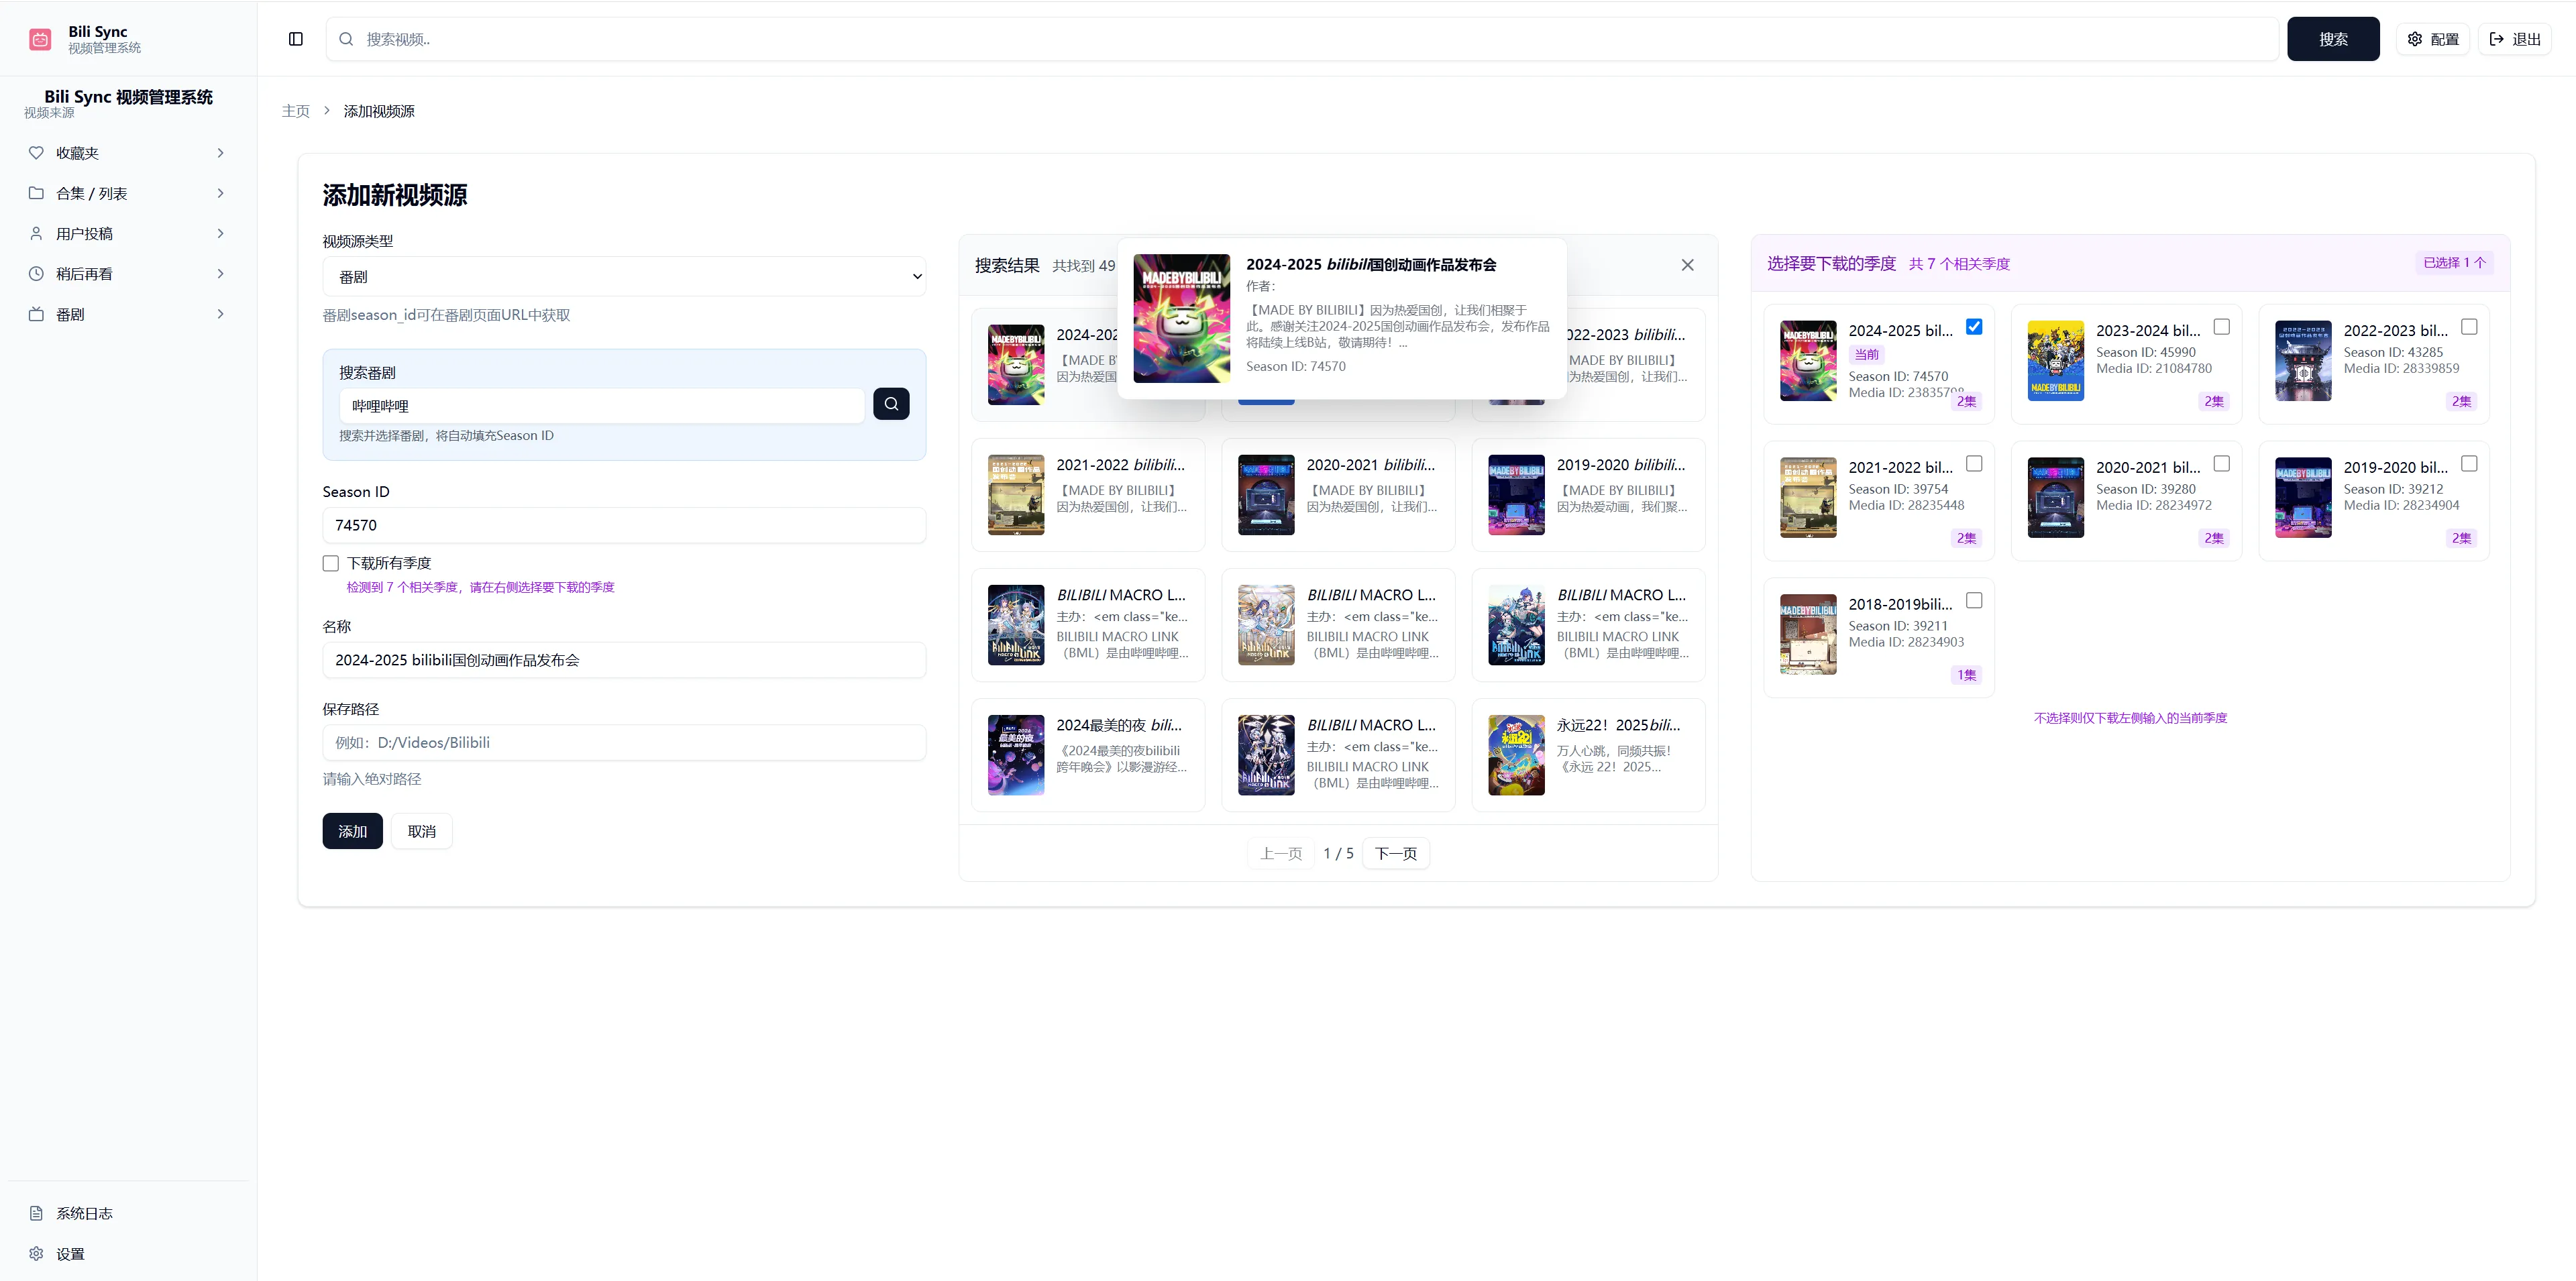 Bili Sync
视频管理系统
搜索视频..
搜索
配置
退出
Bili Sync 视频管理系统
视频来源
收藏夹
合集 / 列表
用户投稿
稍后再看
番剧
系统日志
设置
主页
添加视频源
添加新视频源
视频源类型
番剧
番剧season_id可在番剧页面URL中获取
搜索番剧
哔哩哔哩
搜索并选择番剧，将自动填充Season ID
Season ID
74570
下载所有季度
检测到 7 个相关季度，请在右侧选择要下载的季度
名称
2024-2025 bilibili国创动画作品发布会
保存路径
例如：D:/Videos/Bilibili
请输入绝对路径
添加
取消
搜索结果 共找到 49
2024-2025 bilibili国创动画作品发布会
作者：
【MADE BY BILIBILI】因为热爱国创，让我们相聚于
此。感谢关注2024-2025国创动画作品发布会，发布作品
将陆续上线B站，敬请期待！...
Season ID: 74570
MADEBYBILIBILI
2024-202
【MADE B
因为热爱国
022-2023 bilibili...
MADE BY BILIBILI】
为热爱国创，让我们...
2021-2022 bilibili...
【MADE BY BILIBILI】
因为热爱国创，让我们...
2020-2021 bilibili...
【MADE BY BILIBILI】
因为热爱国创，让我们...
2019-2020 bilibili...
【MADE BY BILIBILI】
因为热爱动画，我们聚...
BILIBILI MACRO L...
主办：<em class="ke...
BILIBILI MACRO LINK
（BML）是由哔哩哔哩...
BILIBILI MACRO L...
主办：<em class="ke...
BILIBILI MACRO LINK
（BML）是由哔哩哔哩...
BILIBILI MACRO L...
主办：<em class="ke...
BILIBILI MACRO LINK
（BML）是由哔哩哔哩...
2024最美的夜 bili...
《2024最美的夜bilibili
跨年晚会》以影漫游经...
BILIBILI MACRO L...
主办：<em class="ke...
BILIBILI MACRO LINK
（BML）是由哔哩哔哩...
永远22！2025bili...
万人心跳，同频共振！
《永远 22！2025...
上一页
1 / 5
下一页
选择要下载的季度 共 7 个相关季度
已选择 1 个
2024-2025 bil...
当前
Season ID: 74570
Media ID: 23835798
2集
2023-2024 bil...
Season ID: 45990
Media ID: 21084780
2集
2022-2023 bil...
Season ID: 43285
Media ID: 28339859
2集
2021-2022 bil...
Season ID: 39754
Media ID: 28235448
2集
2020-2021 bil...
Season ID: 39280
Media ID: 28234972
2集
2019-2020 bil...
Season ID: 39212
Media ID: 28234904
2集
2018-2019bili...
Season ID: 39211
Media ID: 28234903
1集
不选择则仅下载左侧输入的当前季度